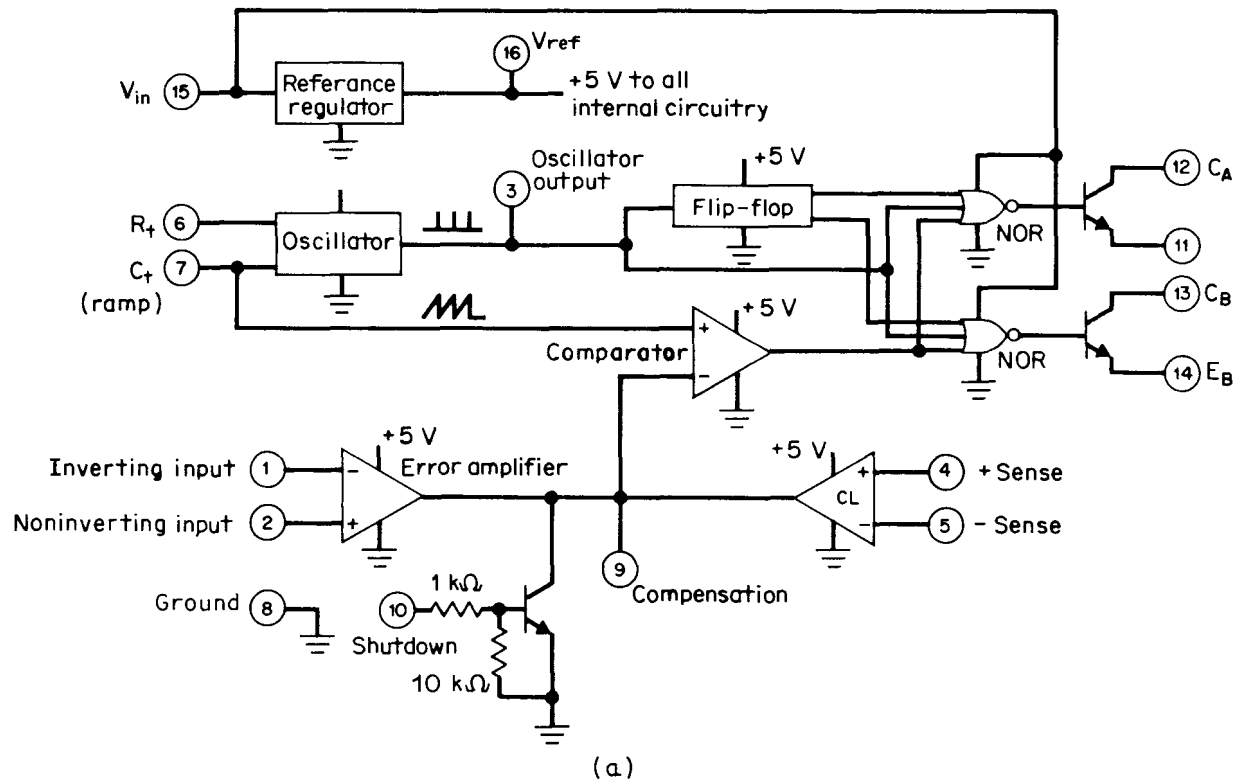 Vin 15
Referance
regulator
16 Vref
+5 V to all
internal circuitry
Rt 6
Ct 7
(ramp)
Oscillator
3
Oscillator
output
+5 V
Flip-flop
NOR
12 CA
11
13 CB
NOR
14 EB
Comparator
+
−
+5 V
Inverting input 1
Noninverting input 2
−
+
+5 V
Error amplifier
+5 V
CL
+
−
4 + Sense
5 − Sense
9
Compensation
Ground 8
10
Shutdown
1 kΩ
10 kΩ
(a)